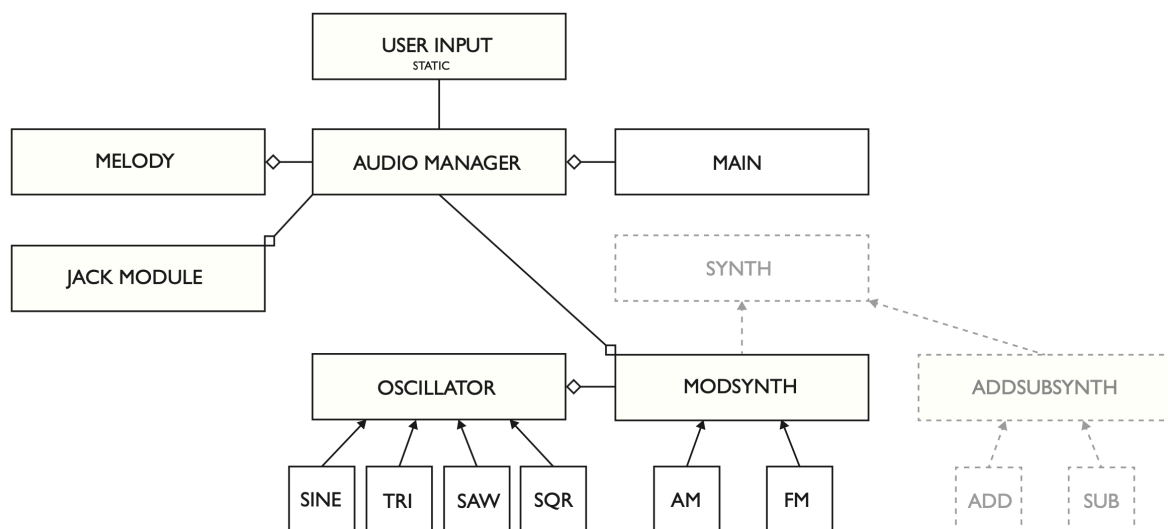 USER INPUT
STATIC
MELODY
AUDIO MANAGER
MAIN
JACK MODULE
SYNTH
OSCILLATOR
MODSYNTH
ADDSUBSYNTH
SINE
TRI
SAW
SQR
AM
FM
ADD
SUB